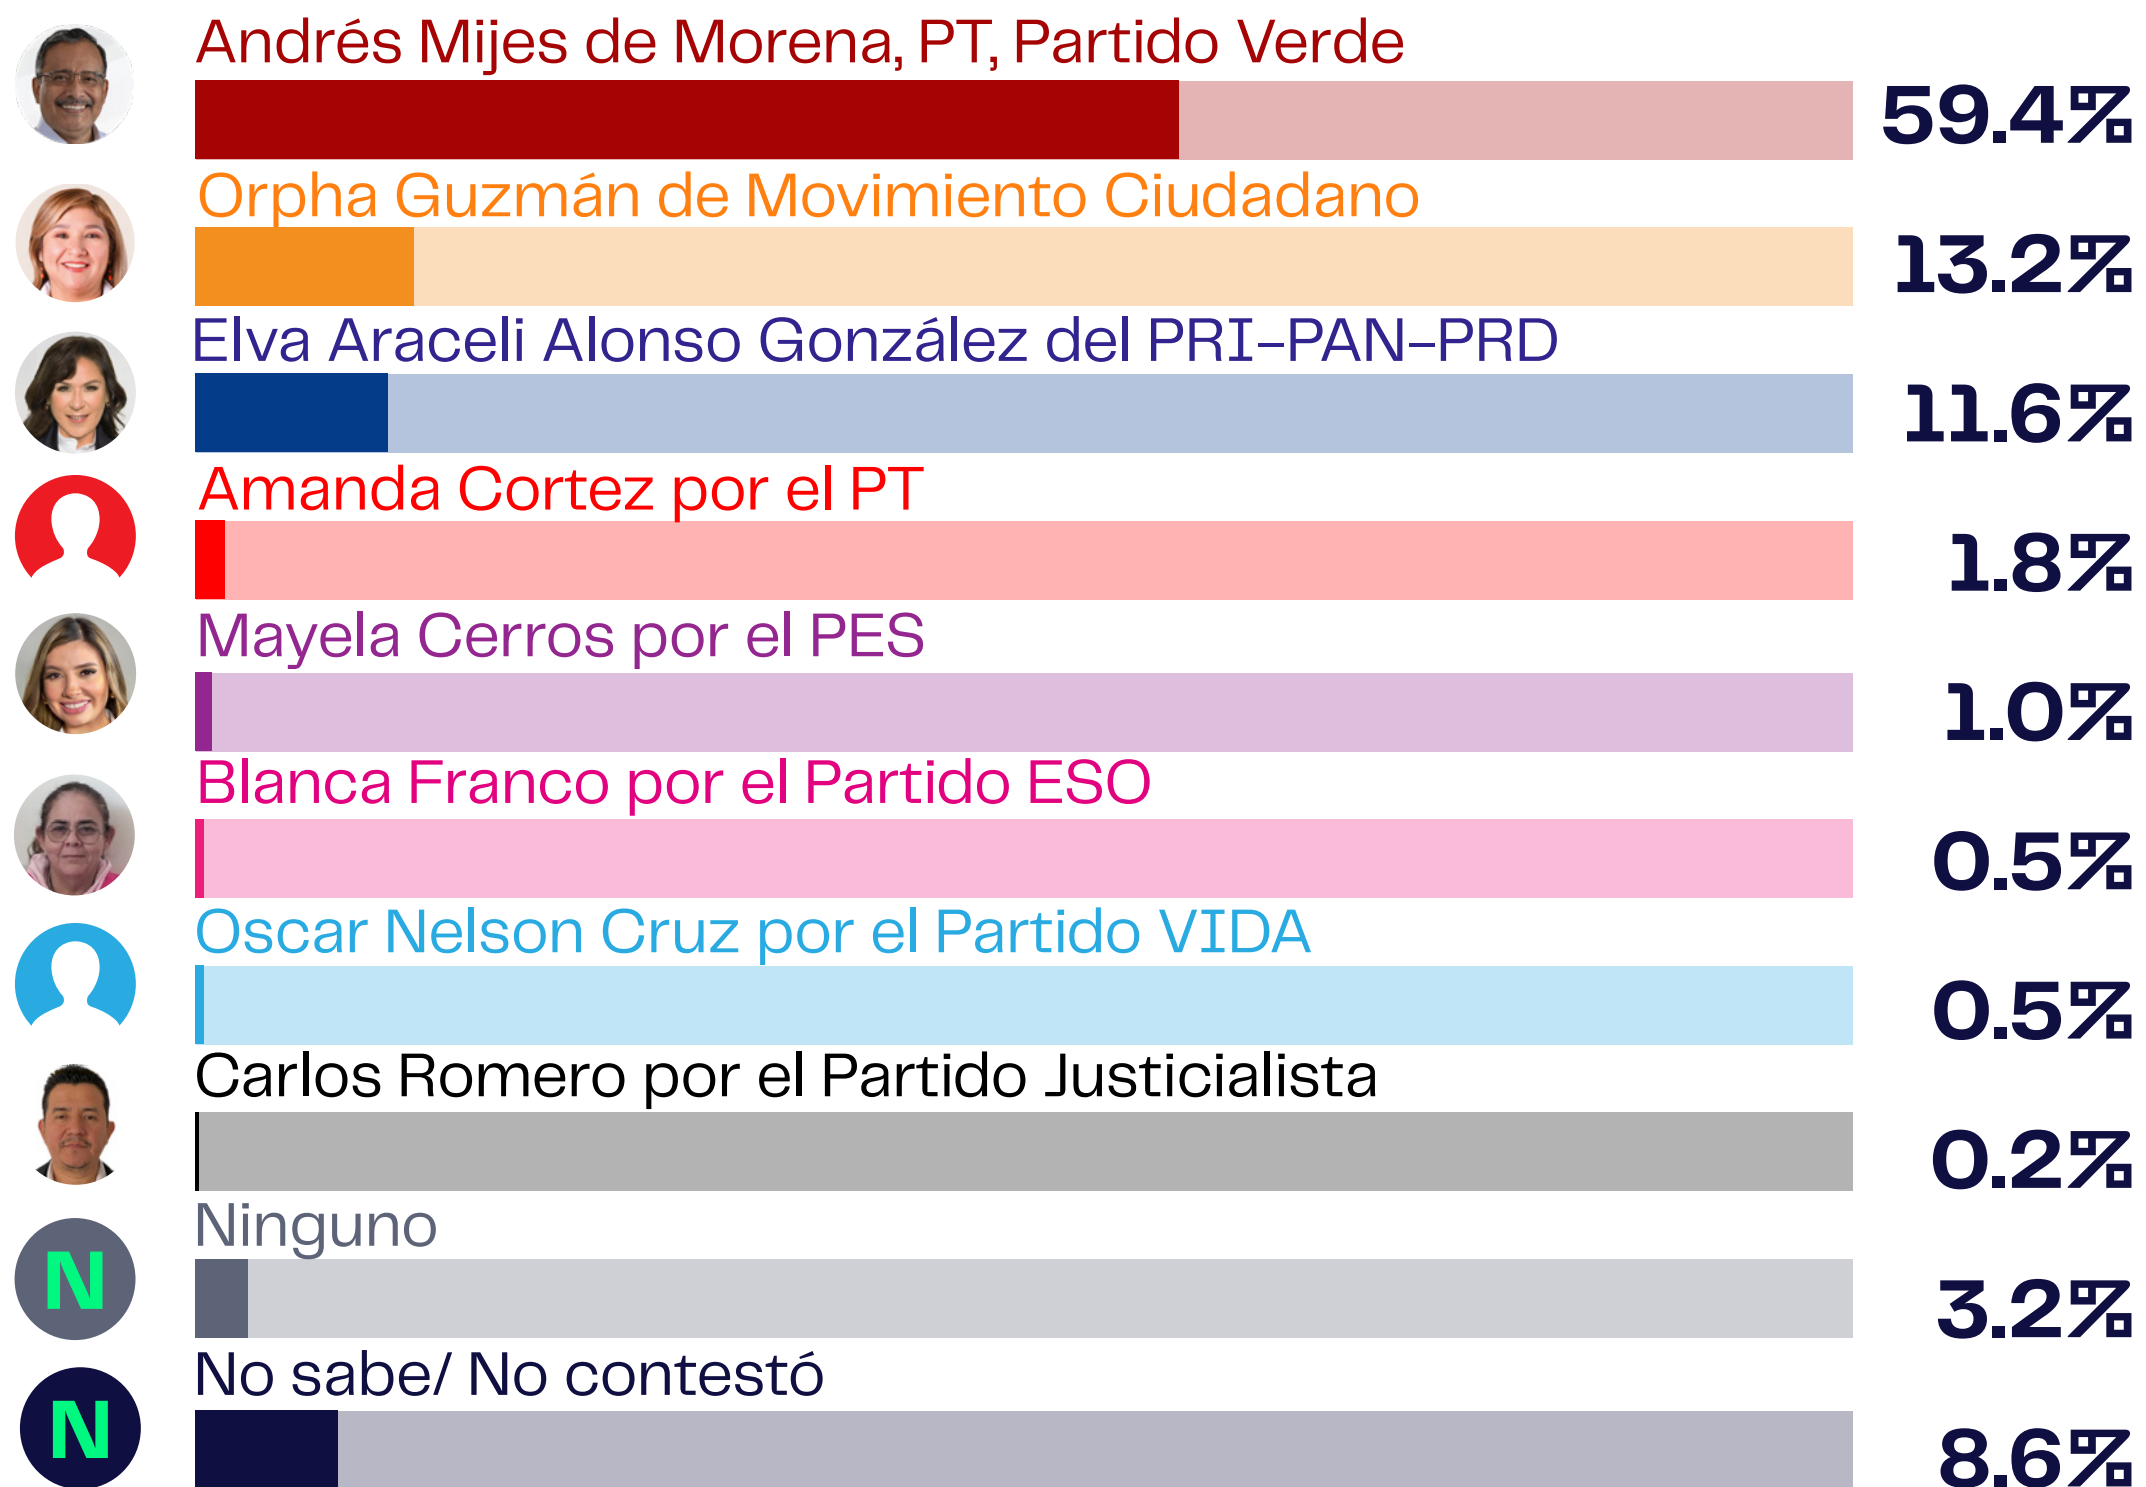 Andrés Mijes de Morena, PT, Partido Verde
59.4%
Orpha Guzmán de Movimiento Ciudadano
13.2%
Elva Araceli Alonso González del PRI-PAN-PRD
11.6%
Amanda Cortez por el PT
1.8%
Mayela Cerros por el PES
1.0%
Blanca Franco por el Partido ESO
0.5%
Oscar Nelson Cruz por el Partido VIDA
0.5%
Carlos Romero por el Partido Justicialista
0.2%
Ninguno
N
3.2%
No sabe/ No contestó
N
8.6%